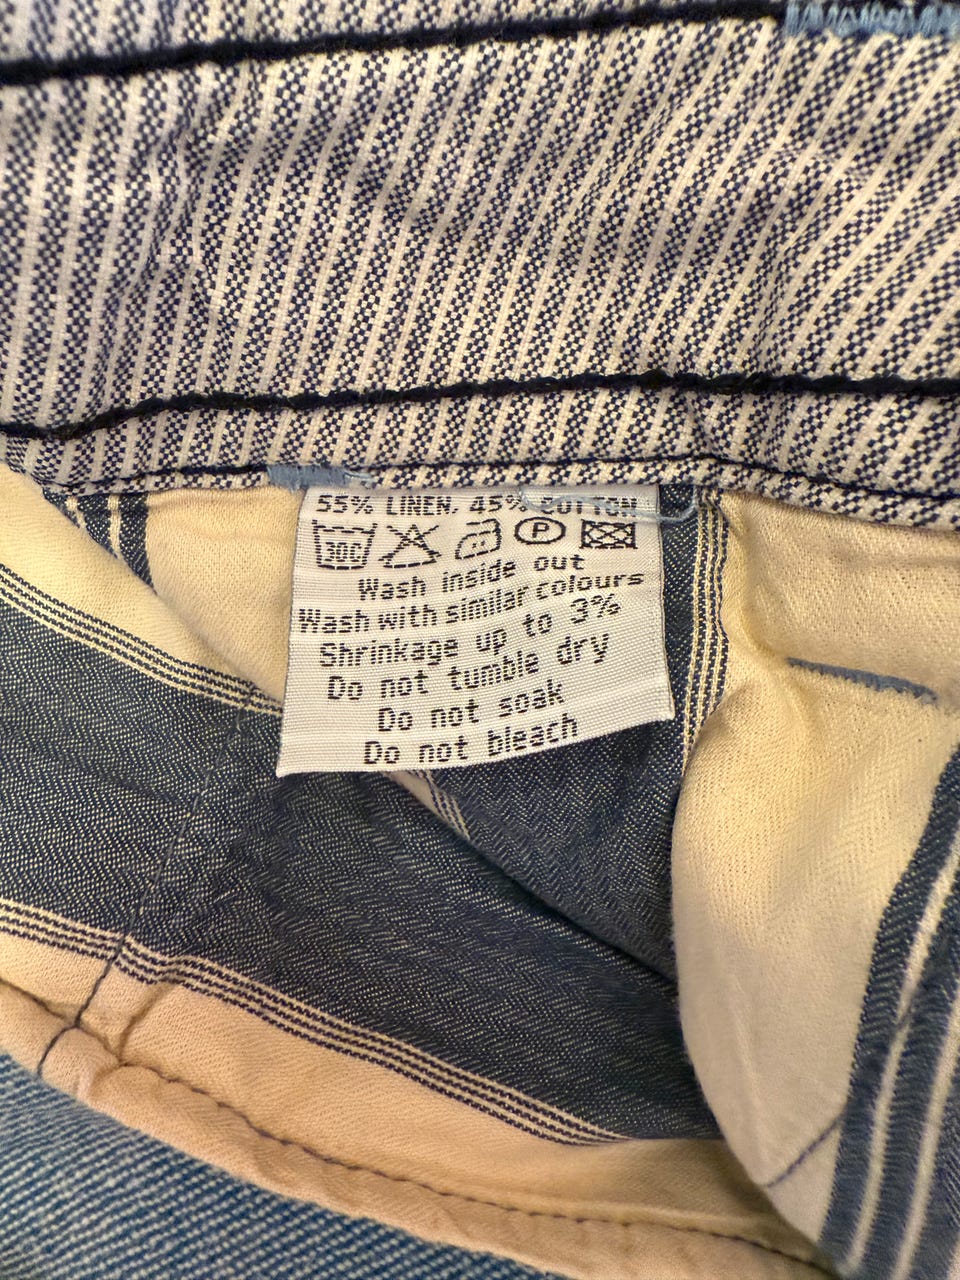 55% LINEN, 45% COTTON
30C P
Wash inside out
Wash with similar colours
Shrinkage up to 3%
Do not tumble dry
Do not soak
Do not bleach